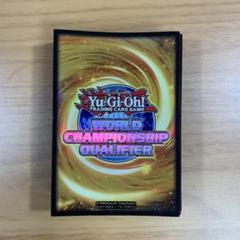 Yu-Gi-Oh!
TRADING CARD GAME
WORLD
CHAMPIONSHIP
QUALIFIER